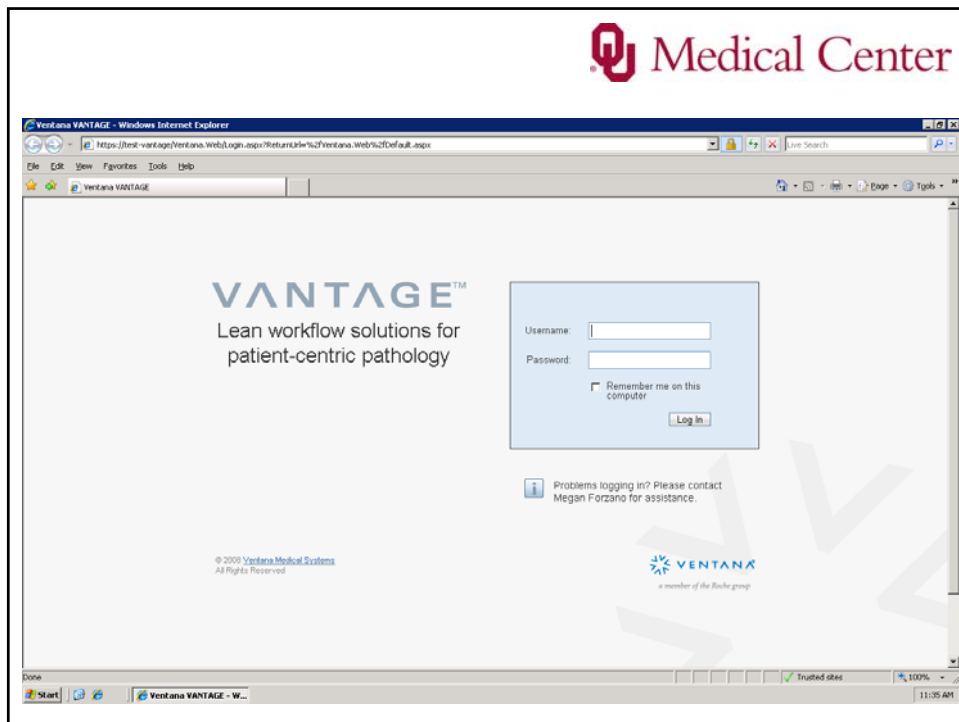 OU Medical Center
Ventana VANTAGE - Windows Internet Explorer
https://test-vantage/Ventana.Web/Login.aspx?ReturnUrl=%2fVentana.Web%2fDefault.aspx
Live Search
File Edit View Favorites Tools Help
Ventana VANTAGE
Page Tools
VANTAGE™
Lean workflow solutions for
patient-centric pathology
Username:
Password:
Remember me on this
computer
Log In
Problems logging in? Please contact
Megan Forzano for assistance.
© 2008 Ventana Medical Systems
All Rights Reserved
VENTANA
a member of the Roche group
Done
Trusted sites
100%
Start
Ventana VANTAGE - W...
11:35 AM